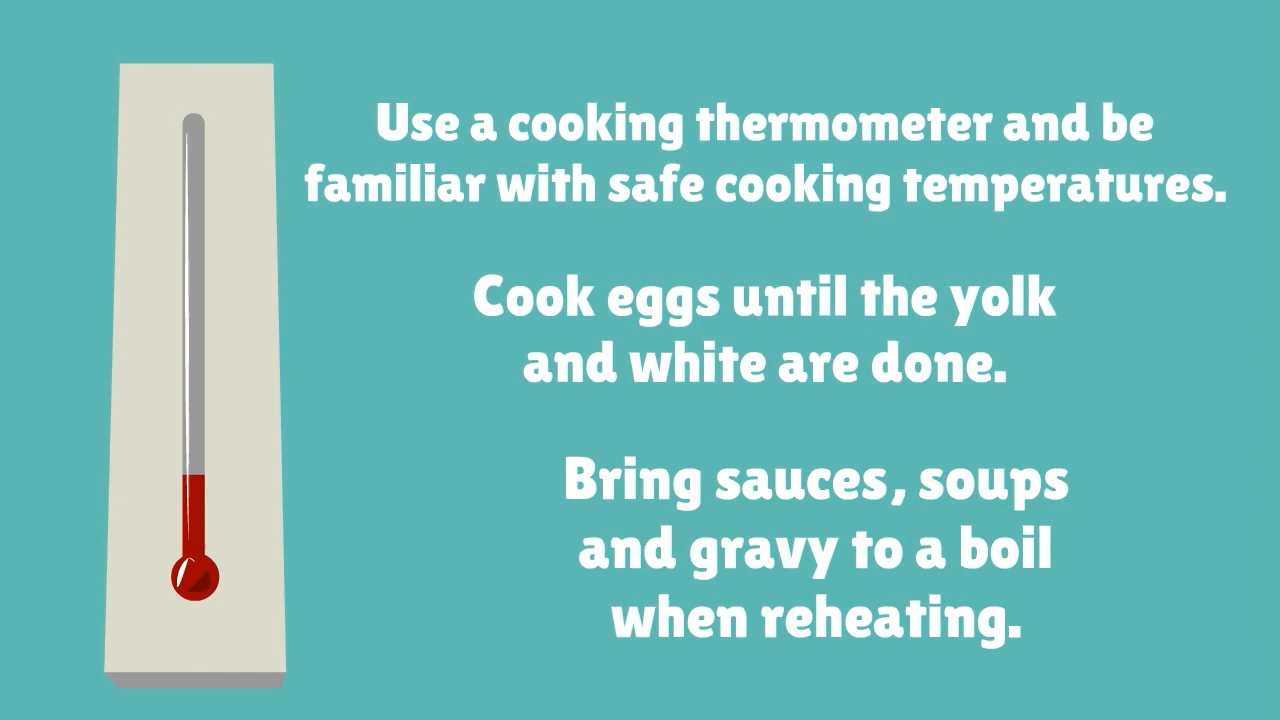 Use a cooking thermometer and be
familiar with safe cooking temperatures.
Cook eggs until the yolk
and white are done.
Bring sauces, soups
and gravy to a boil
when reheating.